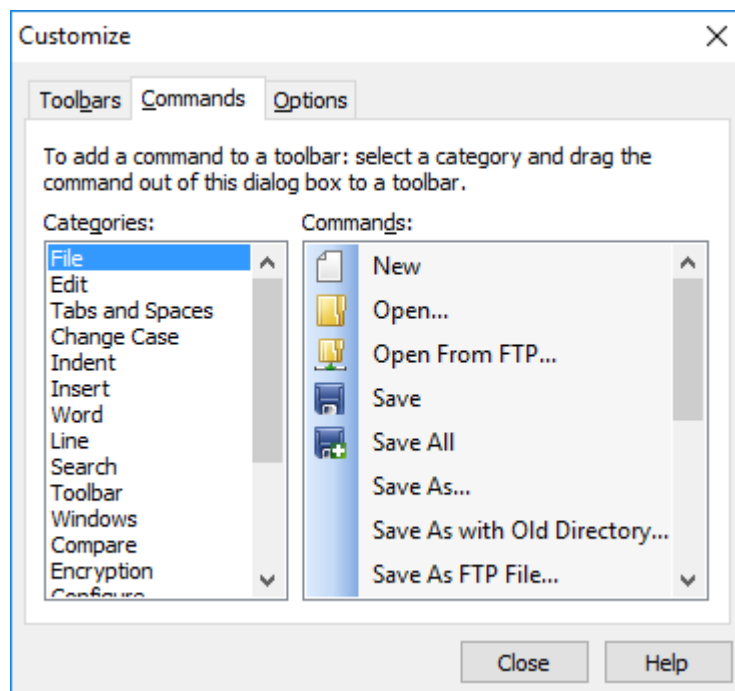 Customize
Toolbars Commands Options
To add a command to a toolbar: select a category and drag the
command out of this dialog box to a toolbar.
Categories:
File
Edit
Tabs and Spaces
Change Case
Indent
Insert
Word
Line
Search
Toolbar
Windows
Compare
Encryption
Configure
Commands:
New
Open...
Open From FTP...
Save
Save All
Save As...
Save As with Old Directory...
Save As FTP File...
Close Help